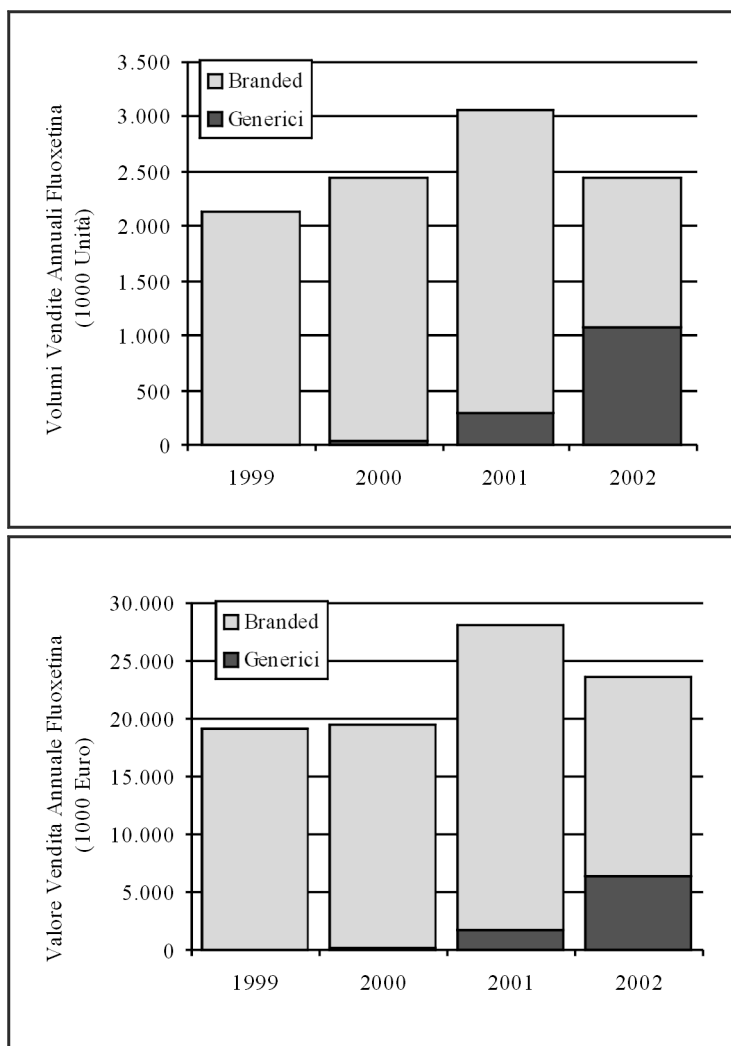 Volumi Vendite Annuali Fluoxetina
(1000 Unità)
3.500
3.000
2.500
2.000
1.500
1.000
500
0
Branded
Generici
1999 2000 2001 2002
Valore Vendita Annuale Fluoxetina
(1000 Euro)
30.000
25.000
20.000
15.000
10.000
5.000
0
Branded
Generici
1999 2000 2001 2002